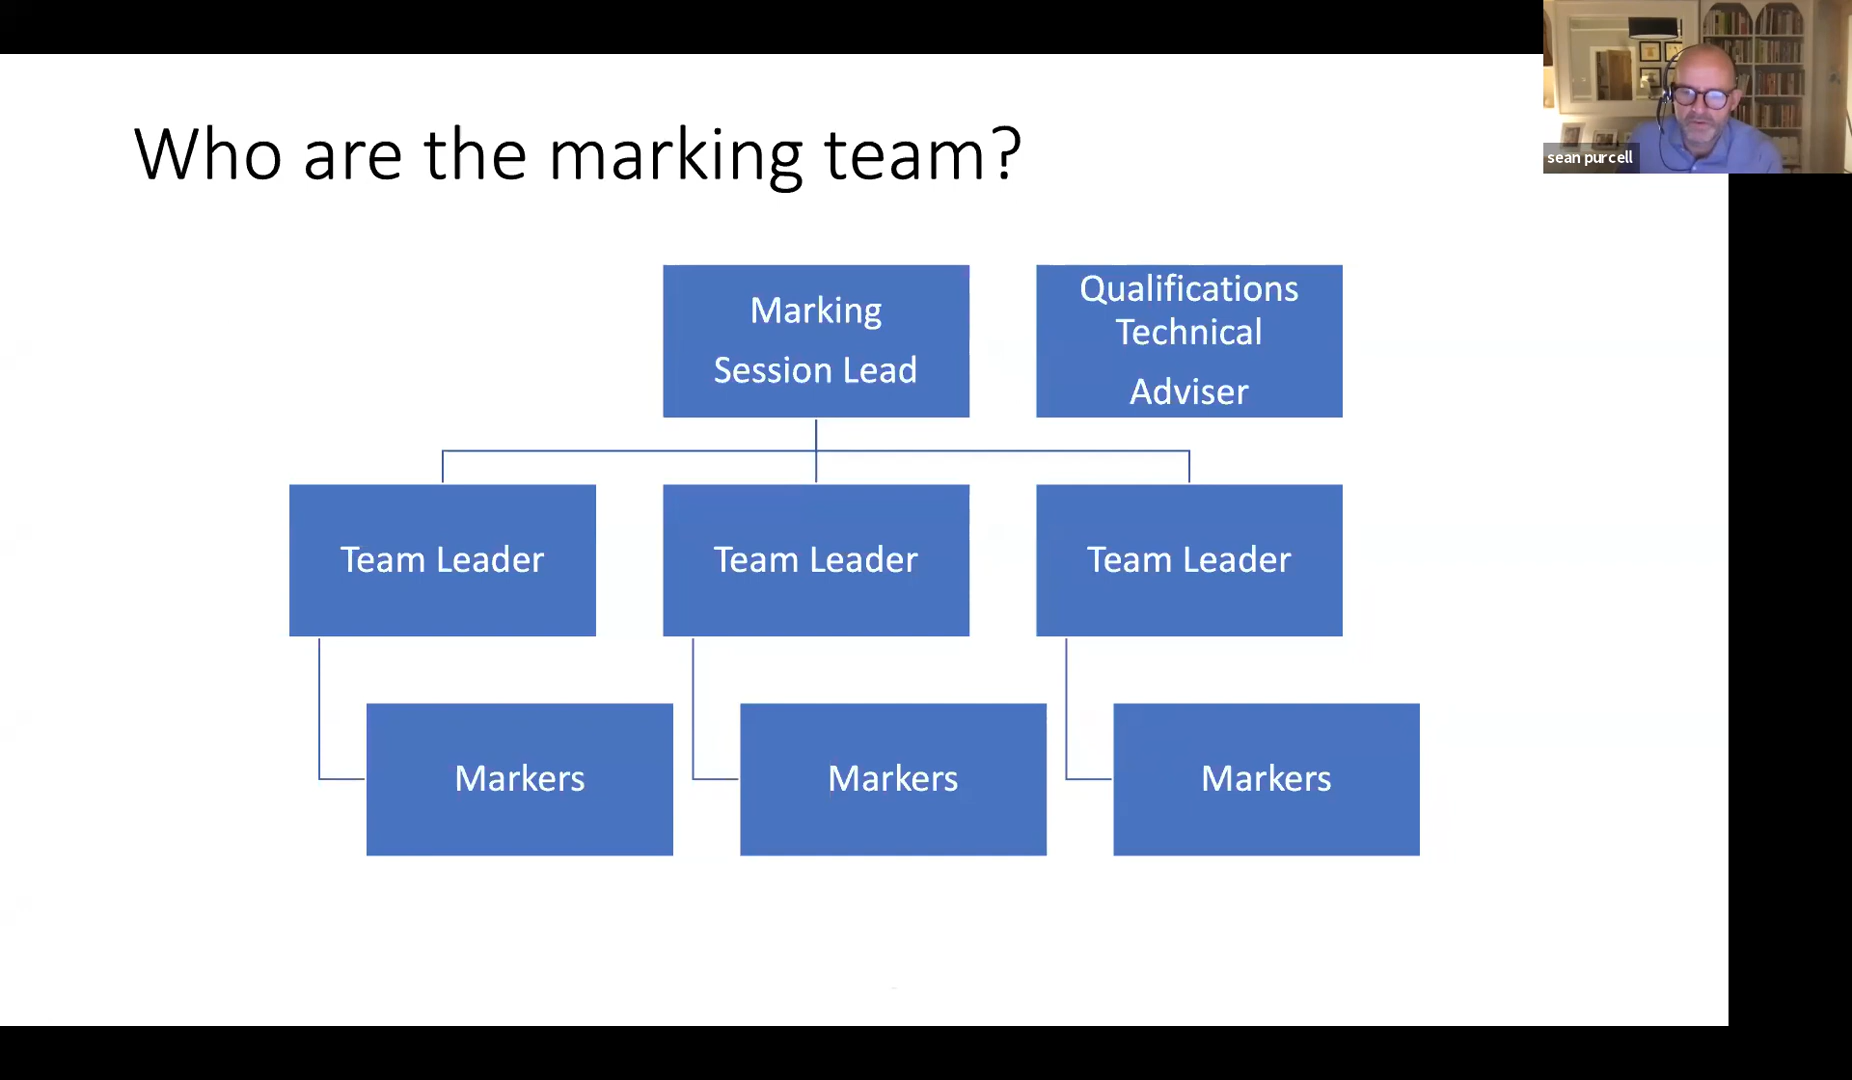 Who are the marking team?
sean purcell
Marking
Session Lead
Qualifications
Technical
Adviser
Team Leader
Team Leader
Team Leader
Markers
Markers
Markers